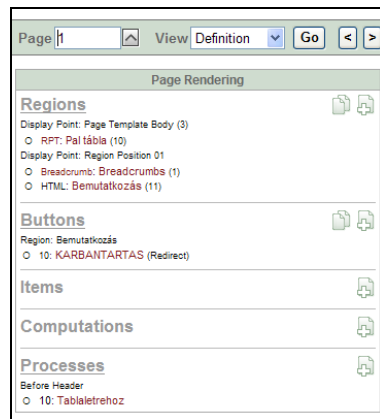 Page 1 View Definition Go < >
Page Rendering
Regions
Display Point: Page Template Body (3)
RPT: Pal tábla (10)
Display Point: Region Position 01
Breadcrumb: Breadcrumbs (1)
HTML: Bemutatkozás (11)
Buttons
Region: Bemutatkozás
10: KARBANTARTAS (Redirect)
Items
Computations
Processes
Before Header
10: Tablaletrehoz